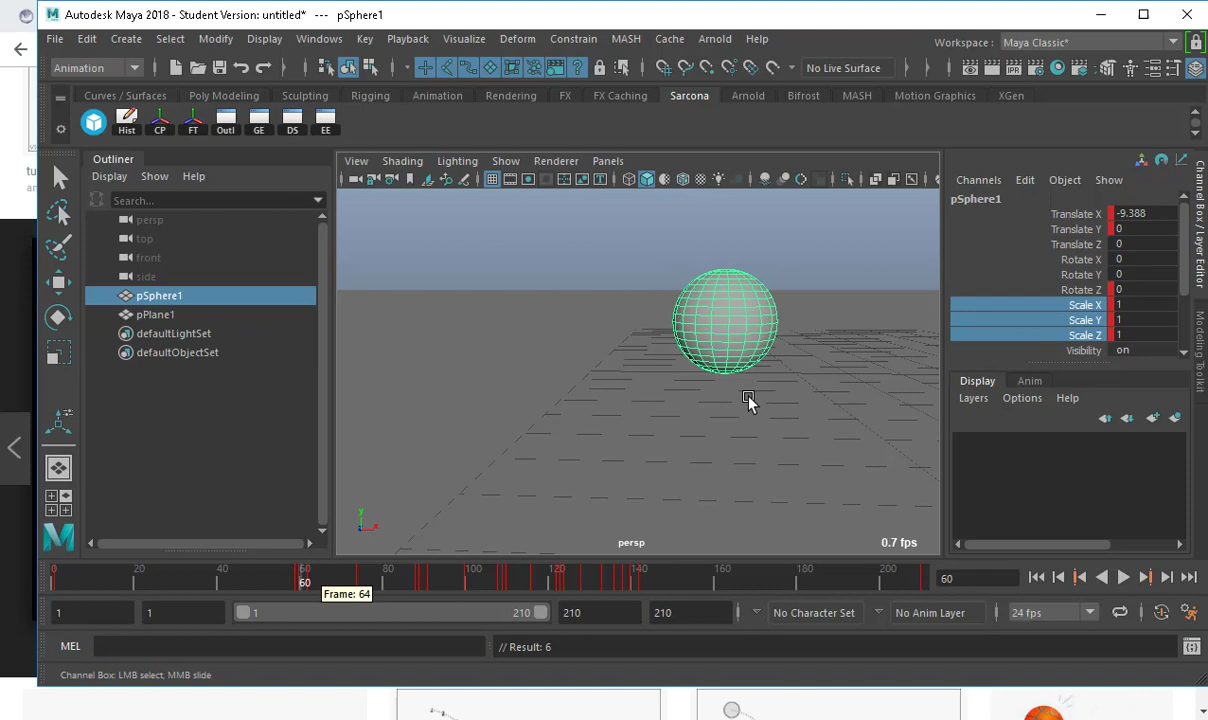 Autodesk Maya 2018 - Student Version: untitled*   ---   pSphere1
File Edit Create Select Modify Display Windows Key Playback Visualize Deform Constrain MASH Cache Arnold Help
Workspace : Maya Classic*
Animation
No Live Surface
IPR
Curves / Surfaces Poly Modeling Sculpting Rigging Animation Rendering FX FX Caching Sarcona Arnold Bifrost MASH Motion Graphics XGen
Hist CP FT Outl GE DS EE
Outliner
Display Show Help
Search...
persp
top
front
side
pSphere1
pPlane1
defaultLightSet
defaultObjectSet
View Shading Lighting Show Renderer Panels
persp
0.7 fps
Channels Edit Object Show
pSphere1
Translate X -9.388
Translate Y 0
Translate Z 0
Rotate X 0
Rotate Y 0
Rotate Z 0
Scale X 1
Scale Y 1
Scale Z 1
Visibility on
Display Anim
Layers Options Help
Channel Box / Layer Editor
Modeling Toolkit
0 20 40 60 80 100 120 140 160 180 200
60
60
Frame: 64
1 1 1 210 210 210
No Character Set
No Anim Layer
24 fps
MEL
// Result: 6
Channel Box: LMB select, MMB slide
tu
an